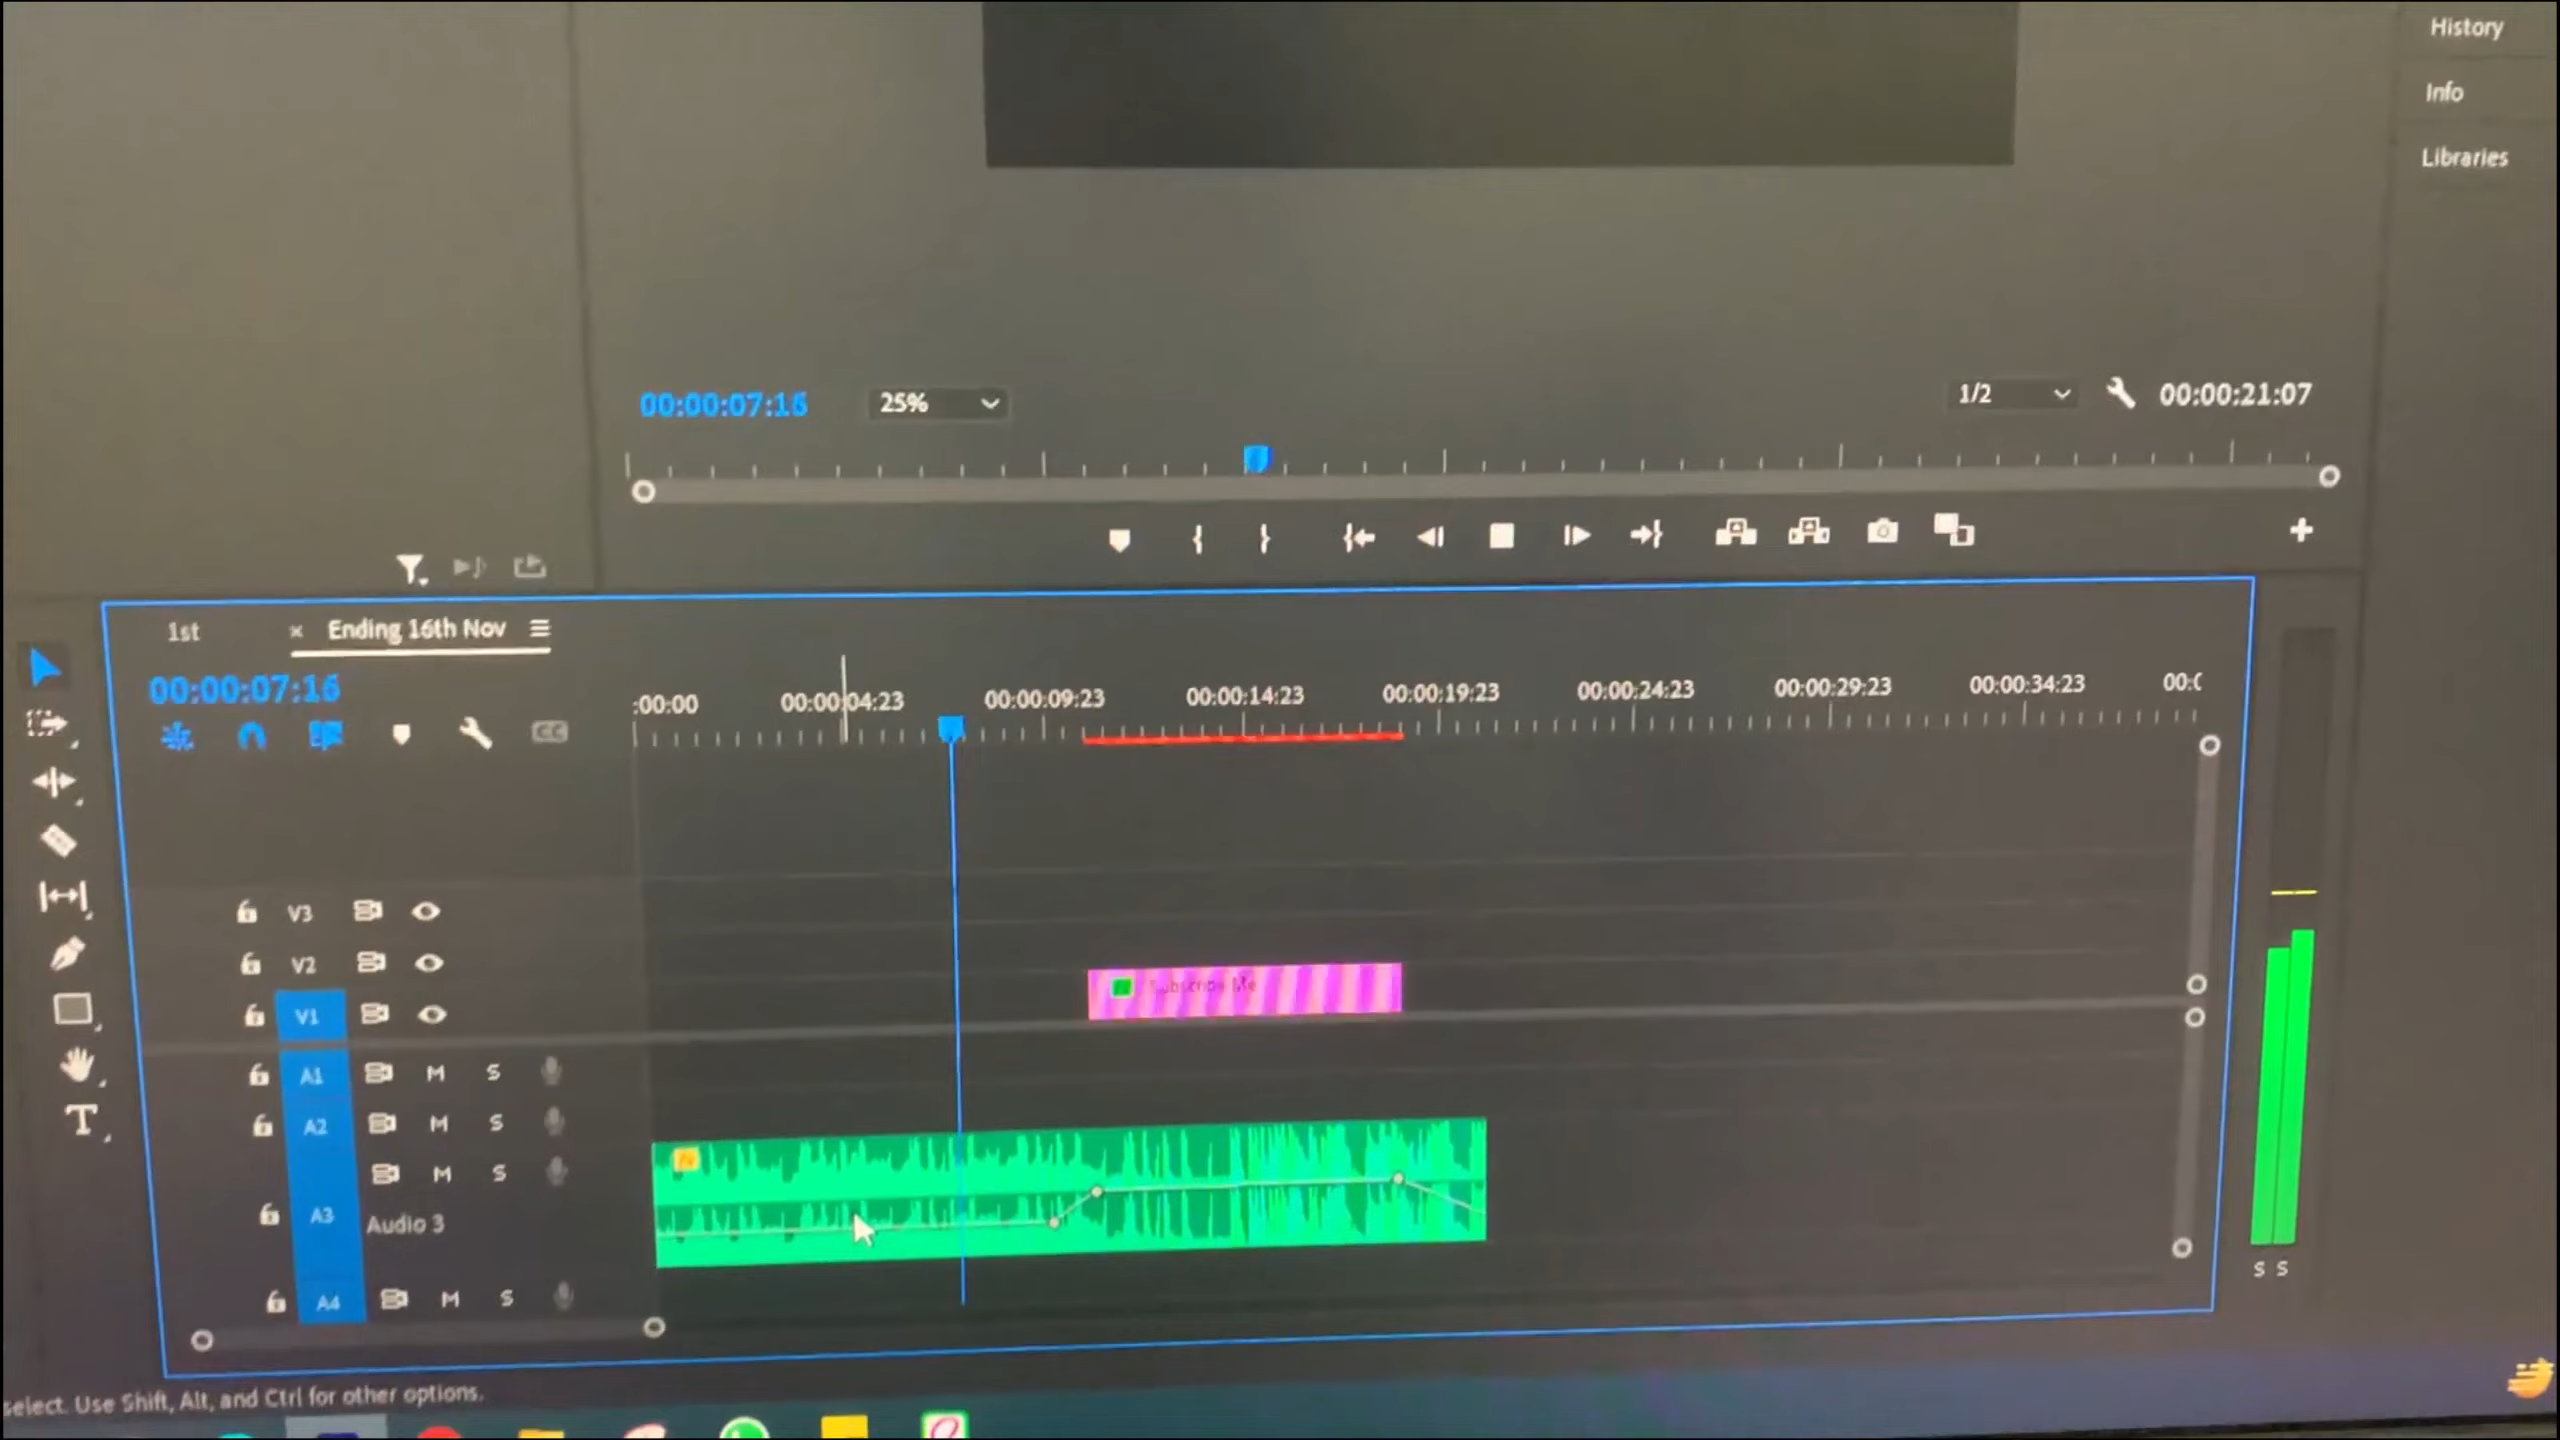 History
Info
Libraries
00:00:07:16
25%
1/2
00:00:21:07
1st
Ending 16th Nov
00:00:07:16
:00:00
00:00:04:23
00:00:09:23
00:00:14:23
00:00:19:23
00:00:24:23
00:00:29:23
00:00:34:23
CC
V3
V2
Subscribe Me
V1
A1 M S
A2 M S
M S
A3
Audio 3
A4 M S
S S
T
select. Use Shift, Alt, and Ctrl for other options.